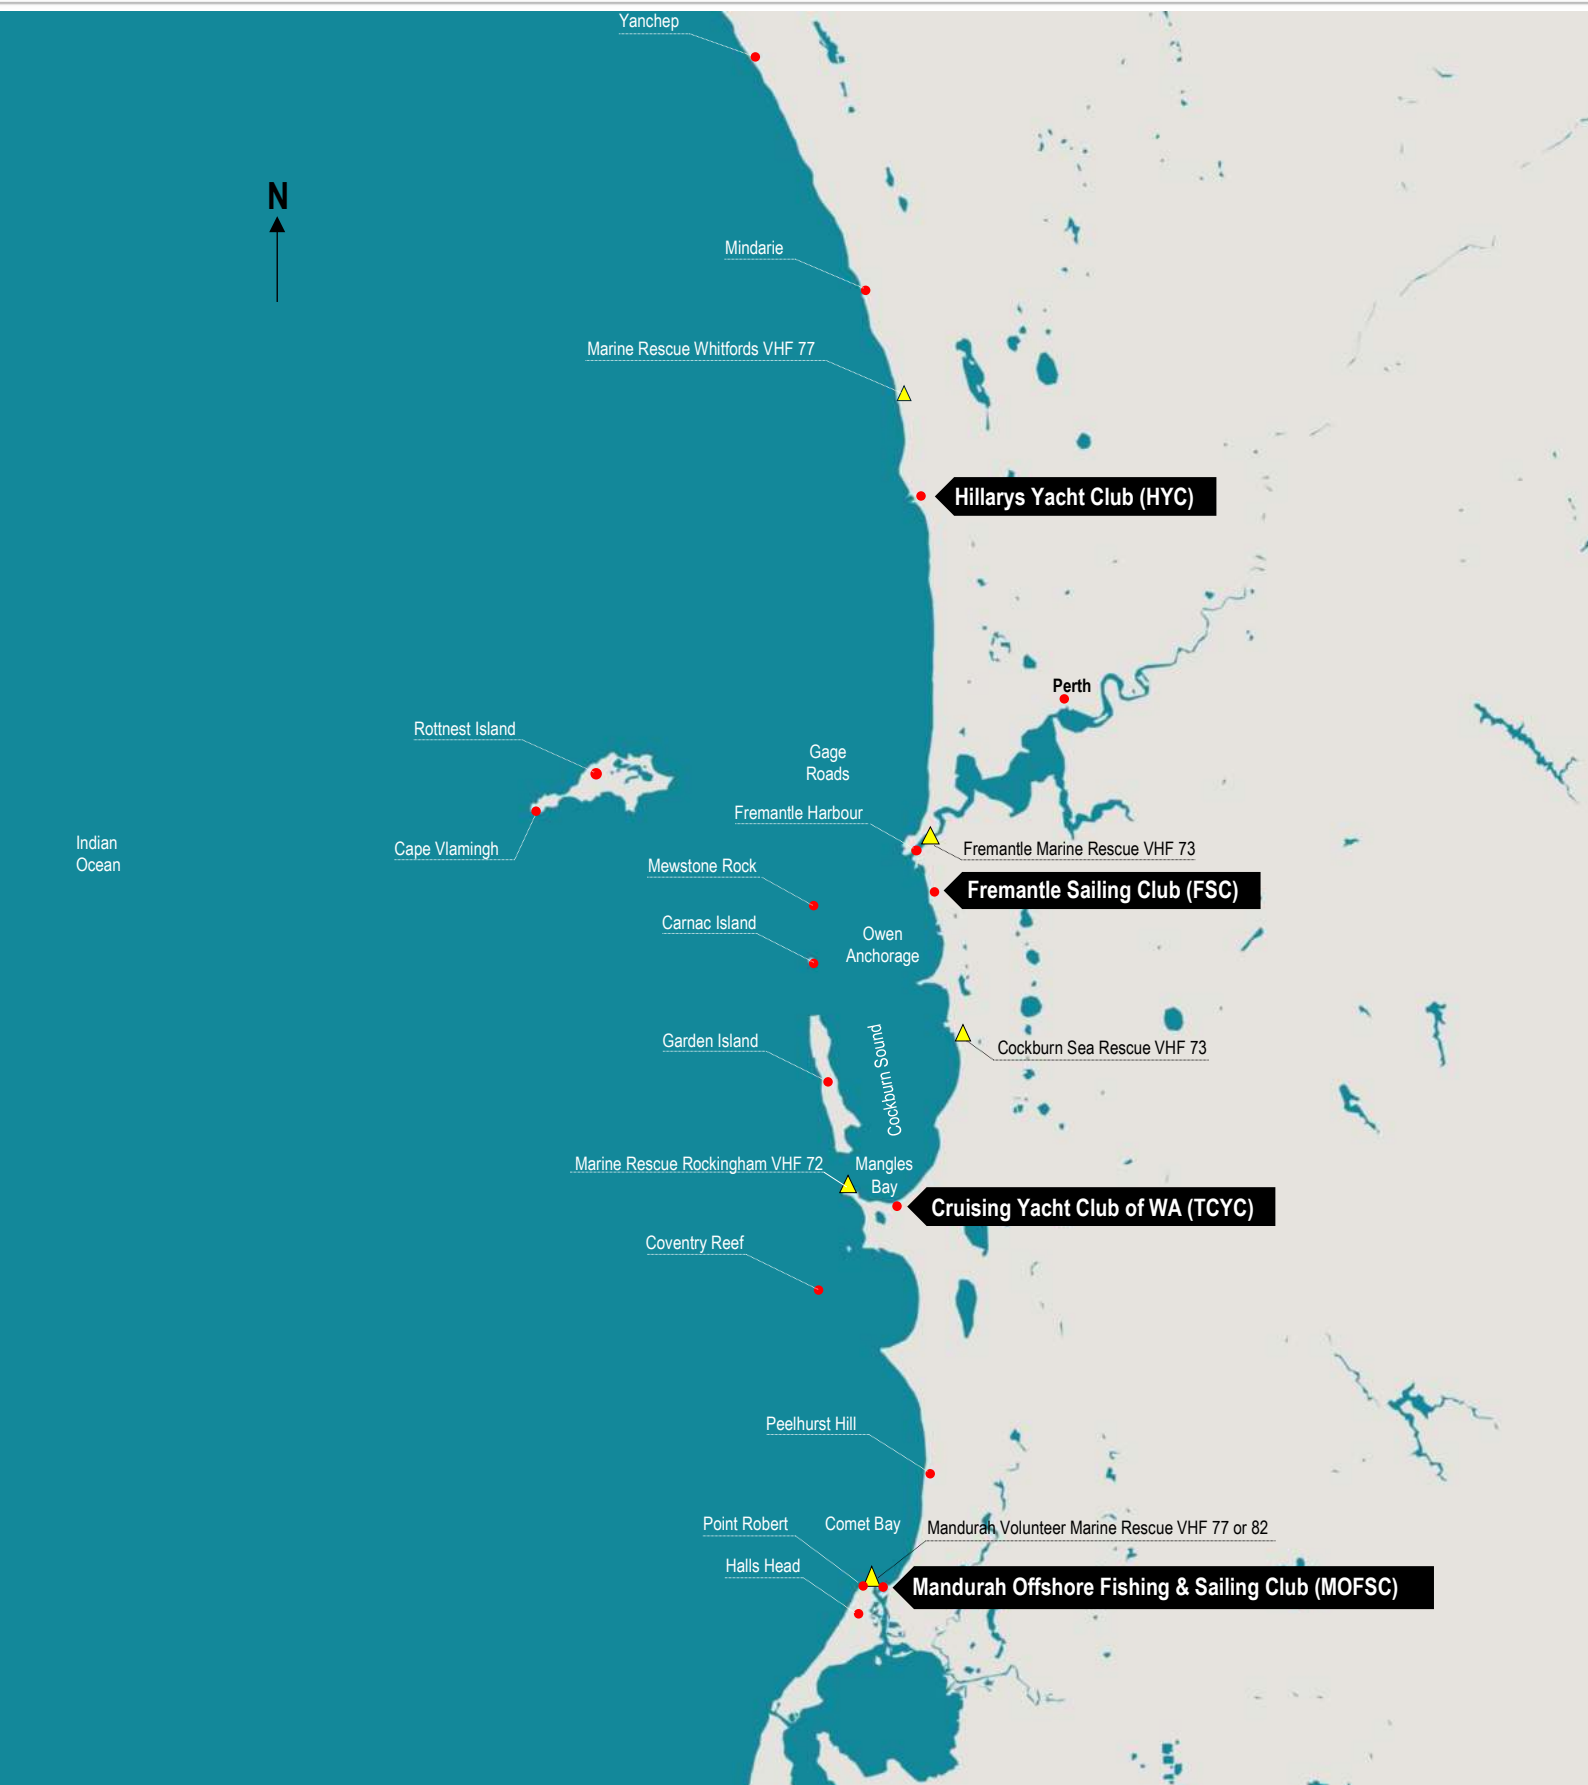 Yanchep
N
Mindarie
Marine Rescue Whitfords VHF 77
Hillarys Yacht Club (HYC)
Perth
Rottnest Island
Gage
Roads
Fremantle Harbour
Indian
Ocean
Cape Vlamingh
Fremantle Marine Rescue VHF 73
Mewstone Rock
Fremantle Sailing Club (FSC)
Carnac Island
Owen
Anchorage
Garden Island
Cockburn Sound
Cockburn Sea Rescue VHF 73
Marine Rescue Rockingham VHF 72
Mangles
Bay
Cruising Yacht Club of WA (TCYC)
Coventry Reef
Peelhurst Hill
Point Robert
Comet Bay
Mandurah Volunteer Marine Rescue VHF 77 or 82
Halls Head
Mandurah Offshore Fishing & Sailing Club (MOFSC)